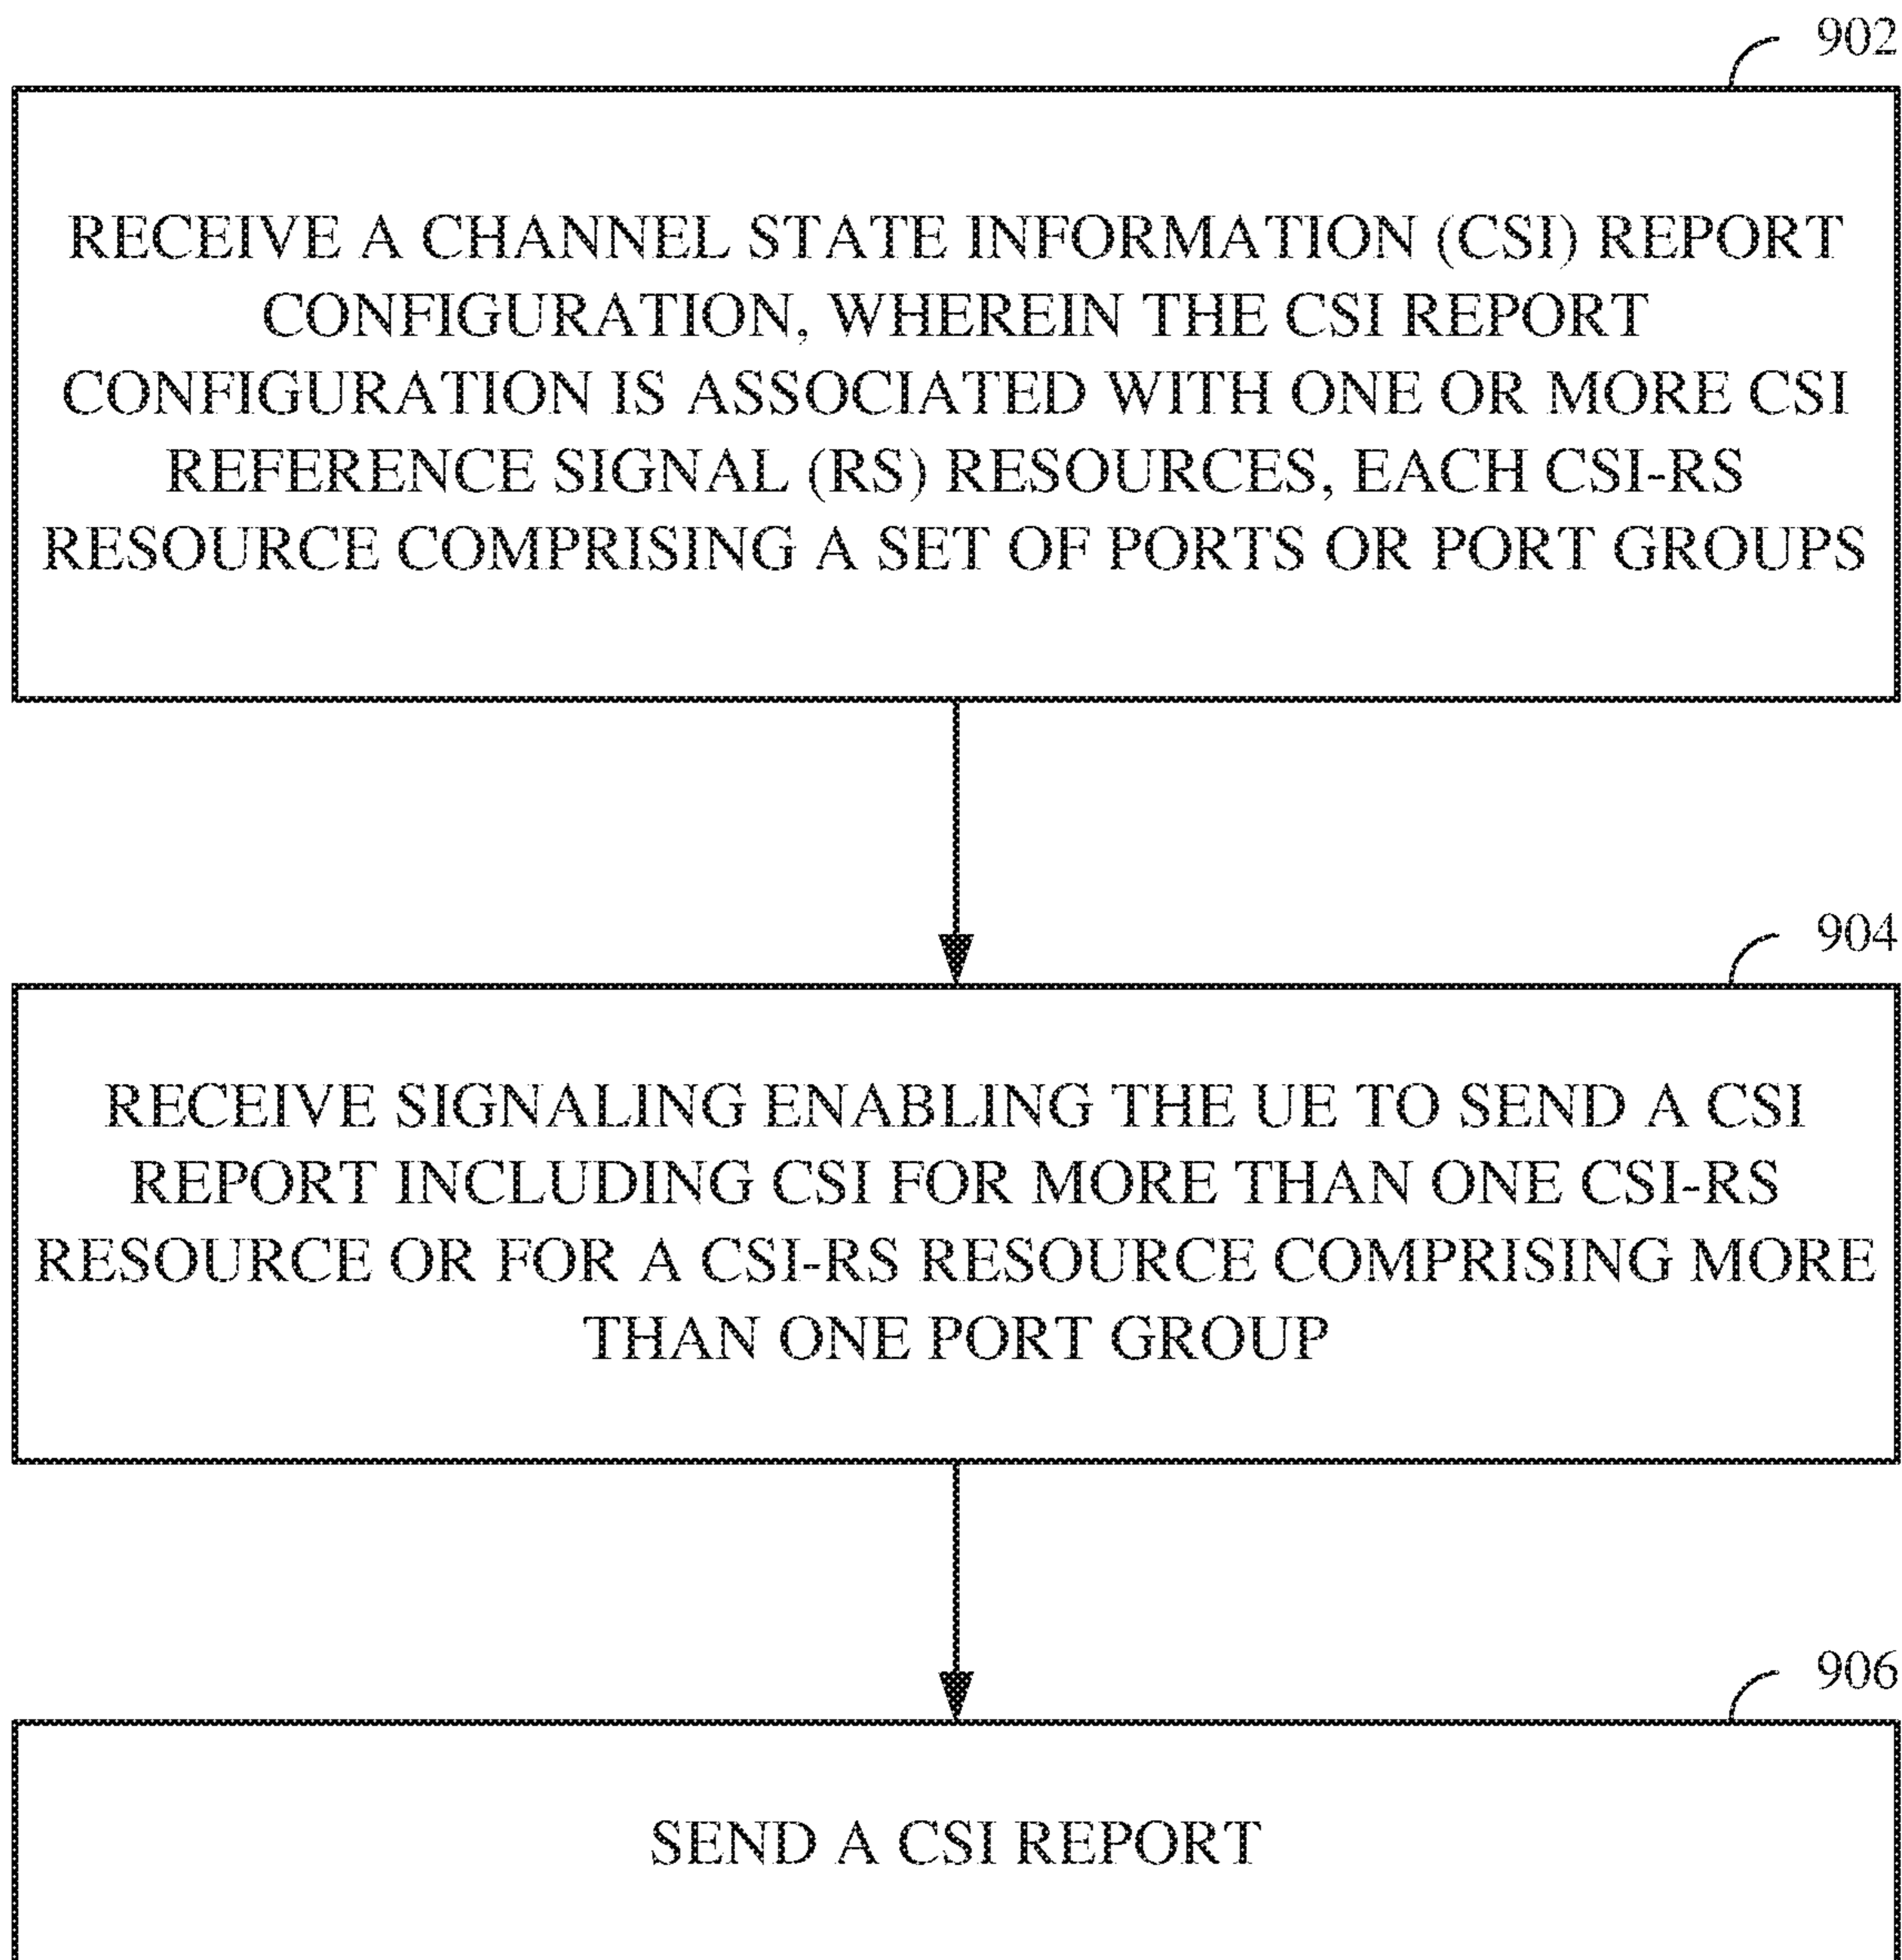 902
RECEIVE A CHANNEL STATE INFORMATION (CSI) REPORT
CONFIGURATION, WHEREIN THE CSI REPORT
CONFIGURATION IS ASSOCIATED WITH ONE OR MORE CSI
REFERENCE SIGNAL (RS) RESOURCES, EACH CSI-RS
RESOURCE COMPRISING A SET OF PORTS OR PORT GROUPS
904
RECEIVE SIGNALING ENABLING THE UE TO SEND A CSI
REPORT INCLUDING CSI FOR MORE THAN ONE CSI-RS
RESOURCE OR FOR A CSI-RS RESOURCE COMPRISING MORE
THAN ONE PORT GROUP
906
SEND A CSI REPORT